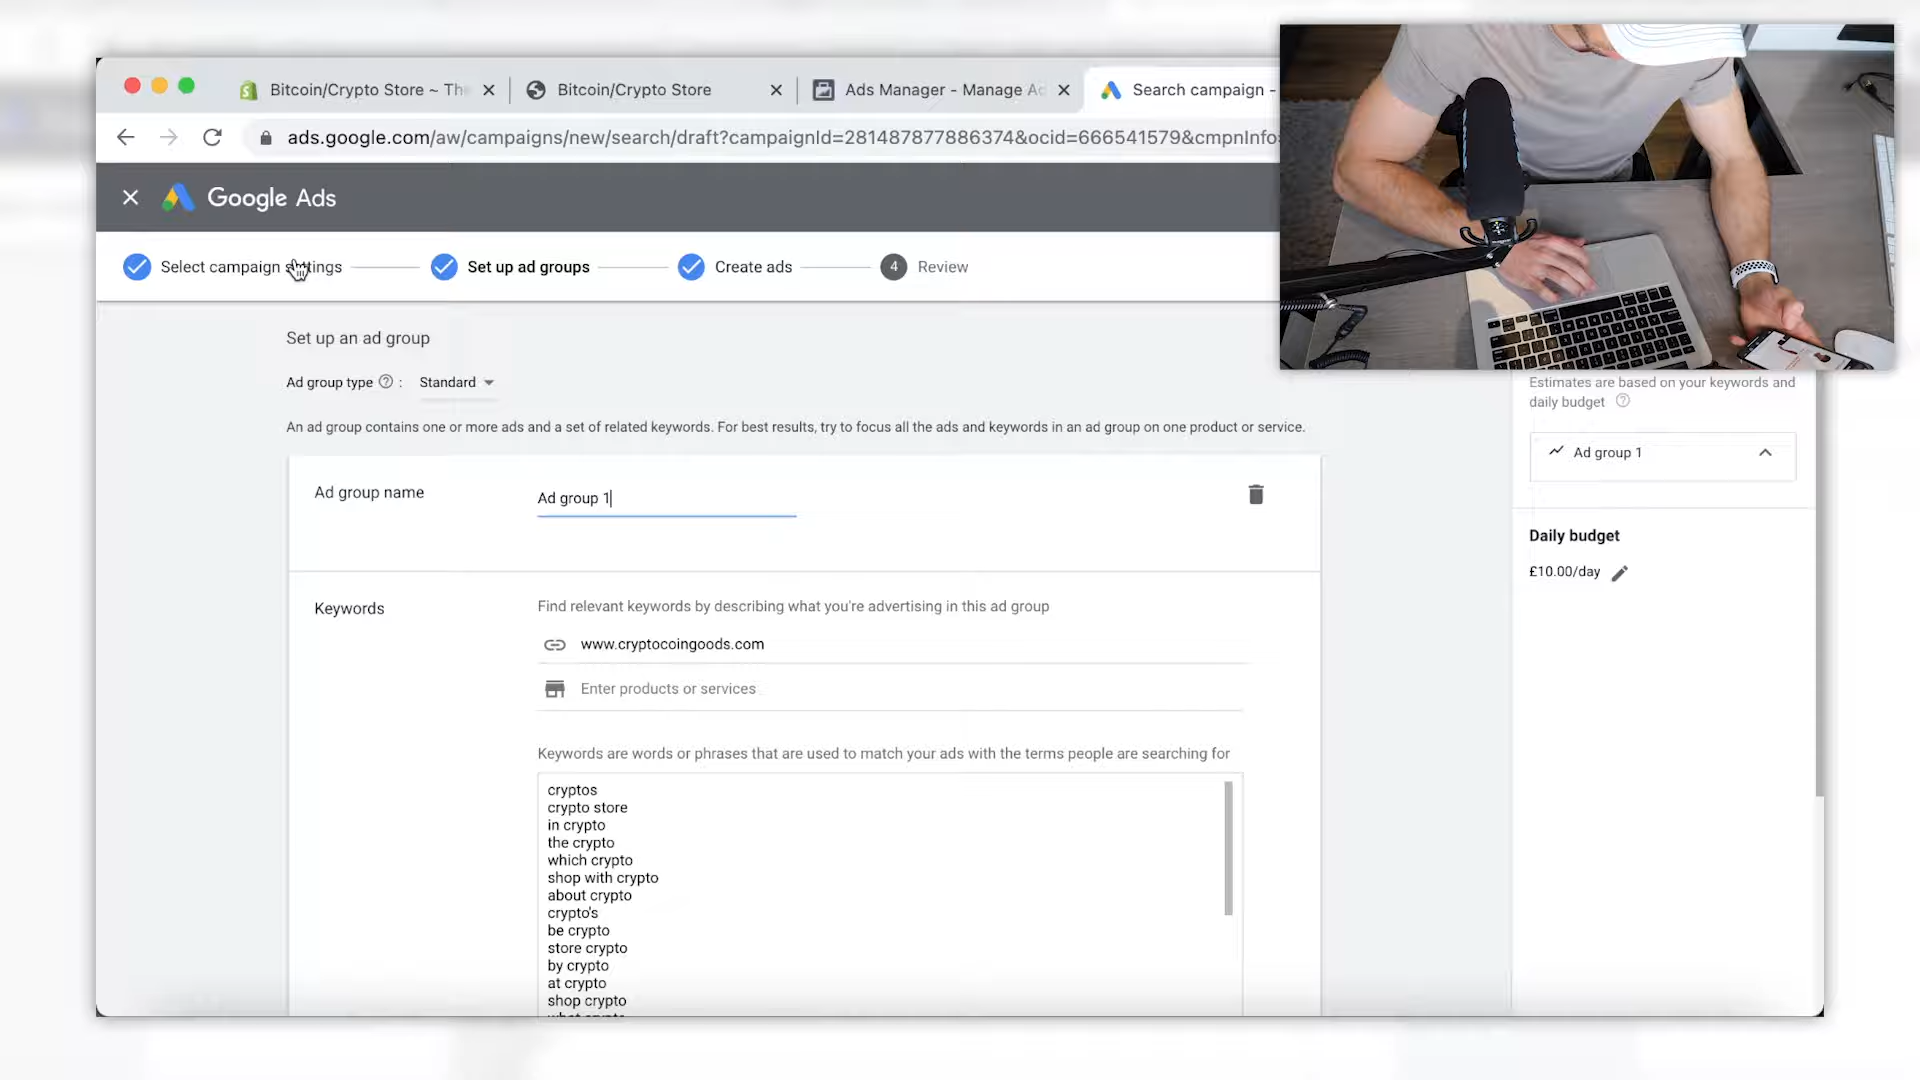 Bitcoin/Crypto Store ~ The
Bitcoin/Crypto Store
Ads Manager - Manage Ad
Search campaign -
ads.google.com/aw/campaigns/new/search/draft?campaignId=281487877886374&ocid=666541579&cmpnInfo
Google Ads
Select campaign settings
Set up ad groups
Create ads
4 Review
Set up an ad group
Ad group type ? : Standard
An ad group contains one or more ads and a set of related keywords. For best results, try to focus all the ads and keywords in an ad group on one product or service.
Ad group name
Ad group 1
Keywords
Find relevant keywords by describing what you're advertising in this ad group
www.cryptocoingoods.com
Enter products or services
Keywords are words or phrases that are used to match your ads with the terms people are searching for
cryptos
crypto store
in crypto
the crypto
which crypto
shop with crypto
about crypto
crypto's
be crypto
store crypto
by crypto
at crypto
shop crypto
what crypto
Estimates are based on your keywords and
daily budget ?
Ad group 1
Daily budget
£10.00/day